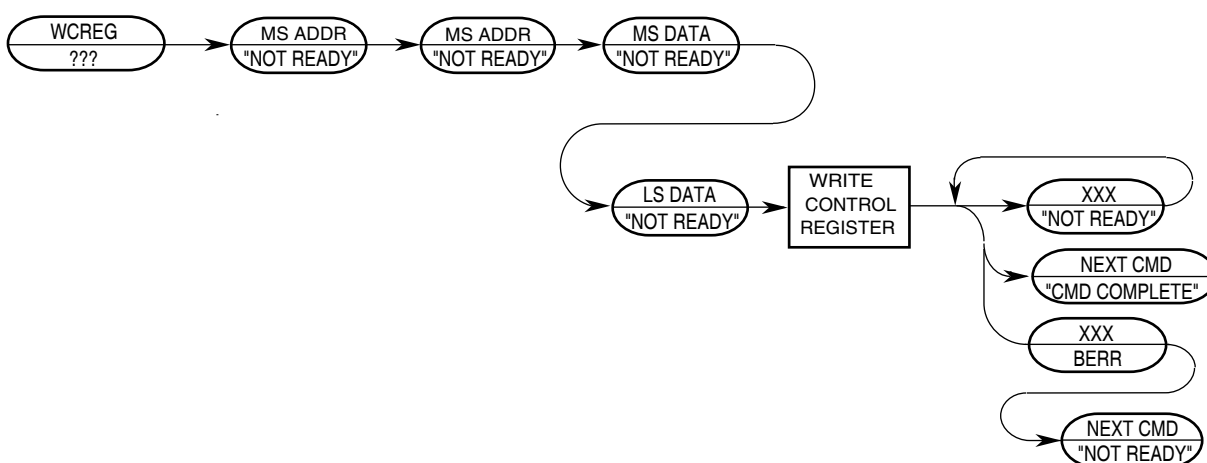 WCREG
???
MS ADDR
"NOT READY"
MS ADDR
"NOT READY"
MS DATA
"NOT READY"
LS DATA
"NOT READY"
WRITE
CONTROL
REGISTER
XXX
"NOT READY"
NEXT CMD
"CMD COMPLETE"
XXX
BERR
NEXT CMD
"NOT READY"